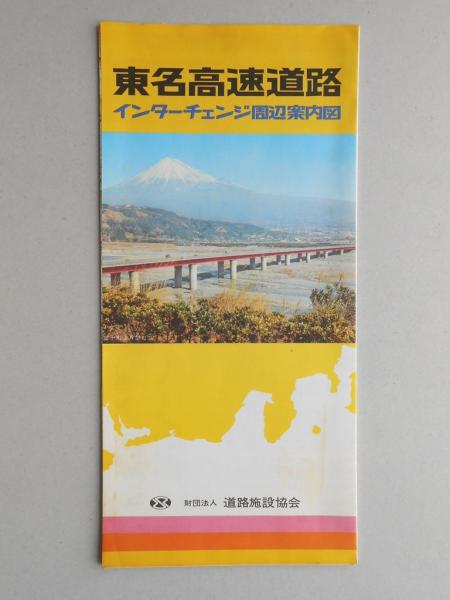 東名高速道路
インターチェンジ周辺案内図
財団法人 道路施設協会